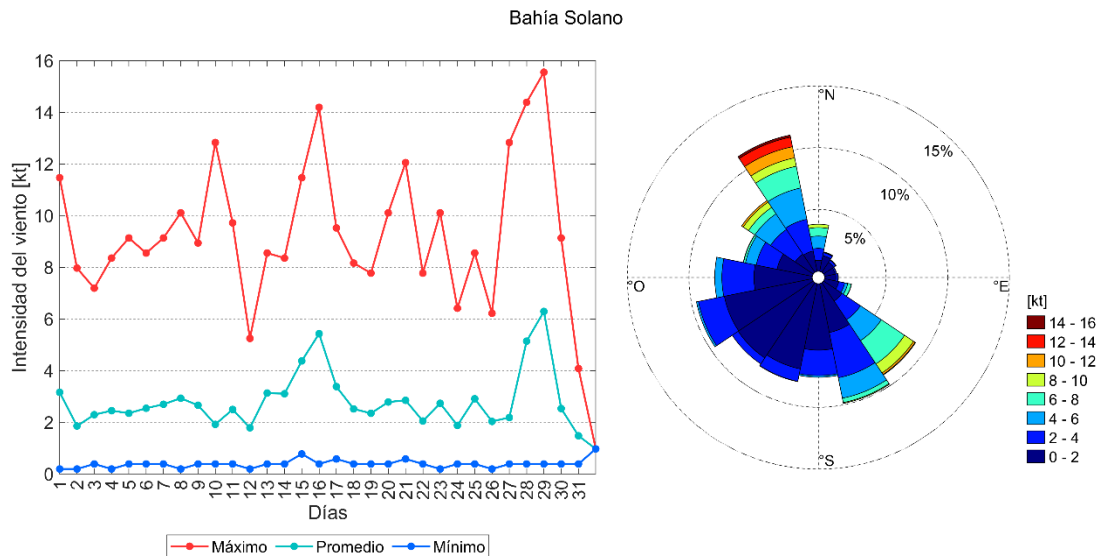 Bahía Solano
Intensidad del viento [kt]
16
14
12
10
8
6
4
2
0
1 2 3 4 5 6 7 8 9 10 11 12 13 14 15 16 17 18 19 20 21 22 23 24 25 26 27 28 29 30 31
Días
Máximo Promedio Mínimo
°N
15%
10%
5%
°O
°E
°S
[kt]
14 - 16
12 - 14
10 - 12
8 - 10
6 - 8
4 - 6
2 - 4
0 - 2